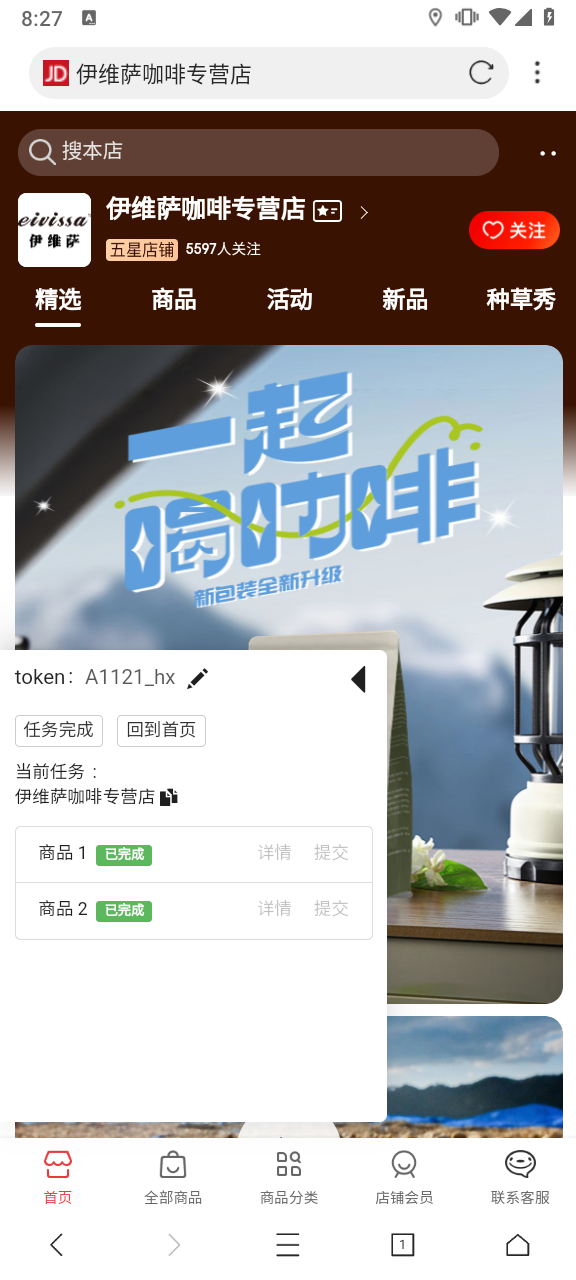 8:27
A
JD 伊维萨咖啡专营店
搜本店
eivissa
伊维萨
伊维萨咖啡专营店
五星店铺 5597人关注
关注
精选 商品 活动 新品 种草秀
一起
喝咖啡
新包装全新升级
token: A1121_hx
任务完成 回到首页
当前任务：
伊维萨咖啡专营店
商品 1 已完成 详情 提交
商品 2 已完成 详情 提交
首页 全部商品 商品分类 店铺会员 联系客服
1